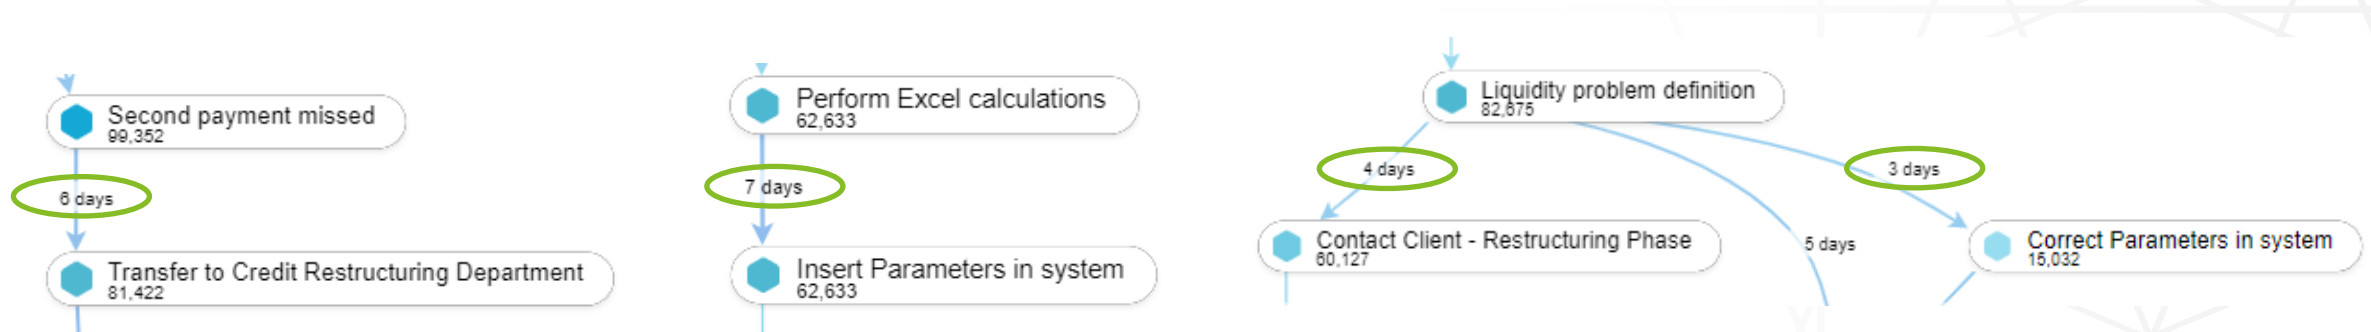 Second payment missed
99,352
6 days
Transfer to Credit Restructuring Department
81,422
Perform Excel calculations
62,633
7 days
Insert Parameters in system
62,633
Liquidity problem definition
82,675
4 days
3 days
5 days
Contact Client - Restructuring Phase
60,127
Correct Parameters in system
15,032